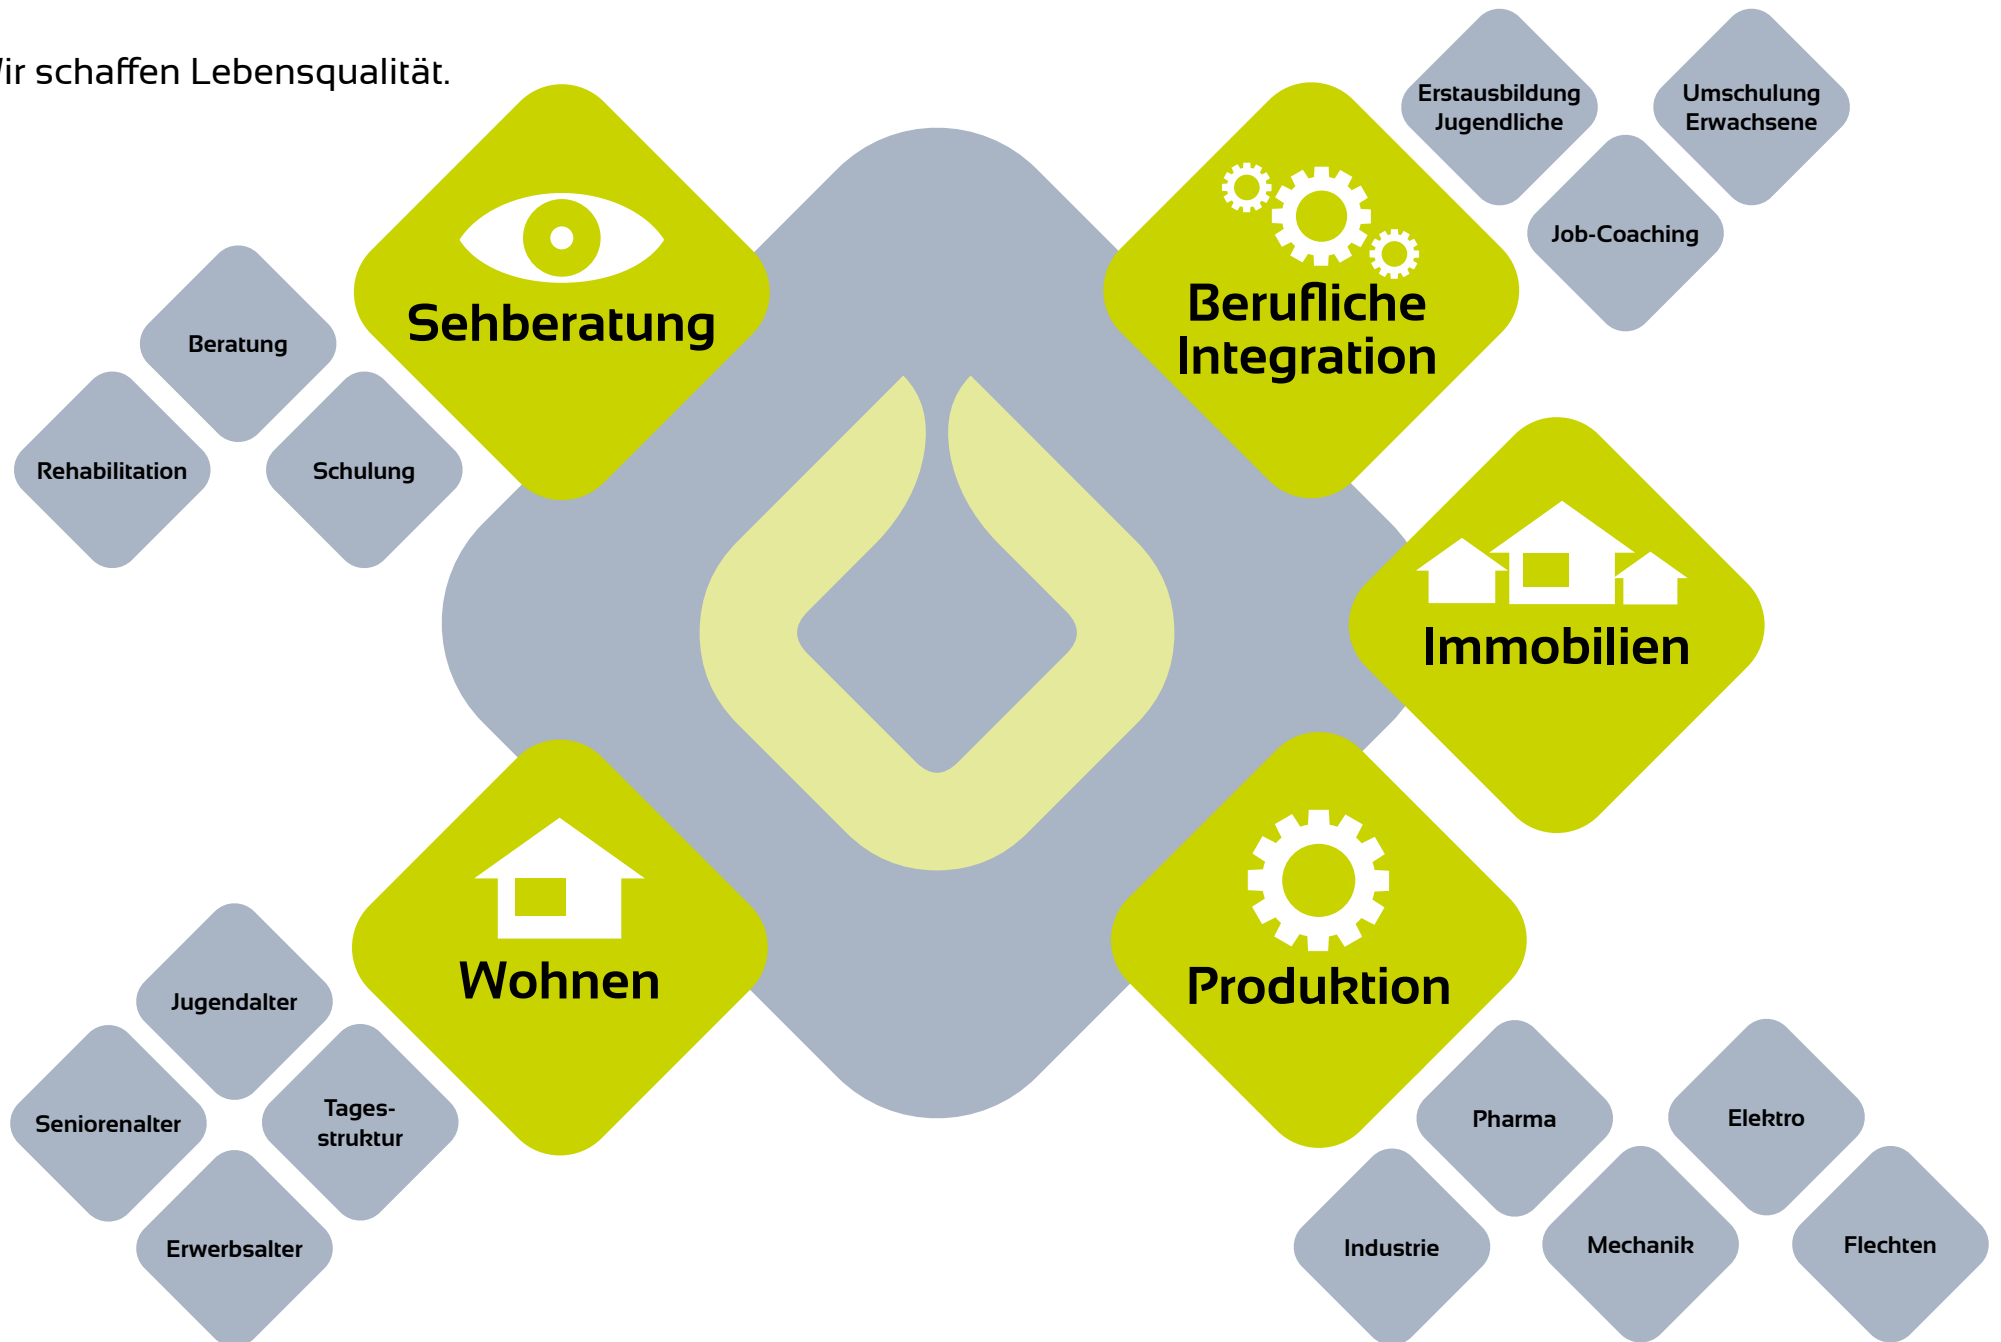 Wir schaffen Lebensqualität.
Sehberatung
Beratung
Rehabilitation
Schulung
Berufliche
Integration
Erstausbildung
Jugendliche
Umschulung
Erwachsene
Job-Coaching
Immobilien
Wohnen
Jugendalter
Seniorenalter
Tages-
struktur
Erwerbsalter
Produktion
Pharma
Elektro
Industrie
Mechanik
Flechten